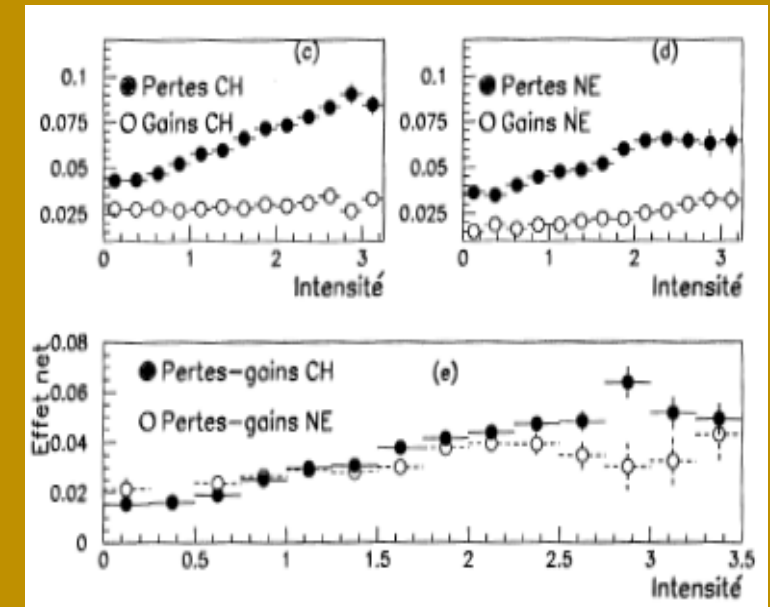 (c)
0.1
Pertes CH
0.075
Gains CH
0.05
0.025
0 1 2 3
Intensité
(d)
0.1
Pertes NE
0.075
Gains NE
0.05
0.025
0 1 2 3
Intensité
0.08
Pertes-gains CH (e)
0.06
Pertes-gains NE
0.04
0.02
0
Effet net
0 0.5 1 1.5 2 2.5 3 3.5
Intensité